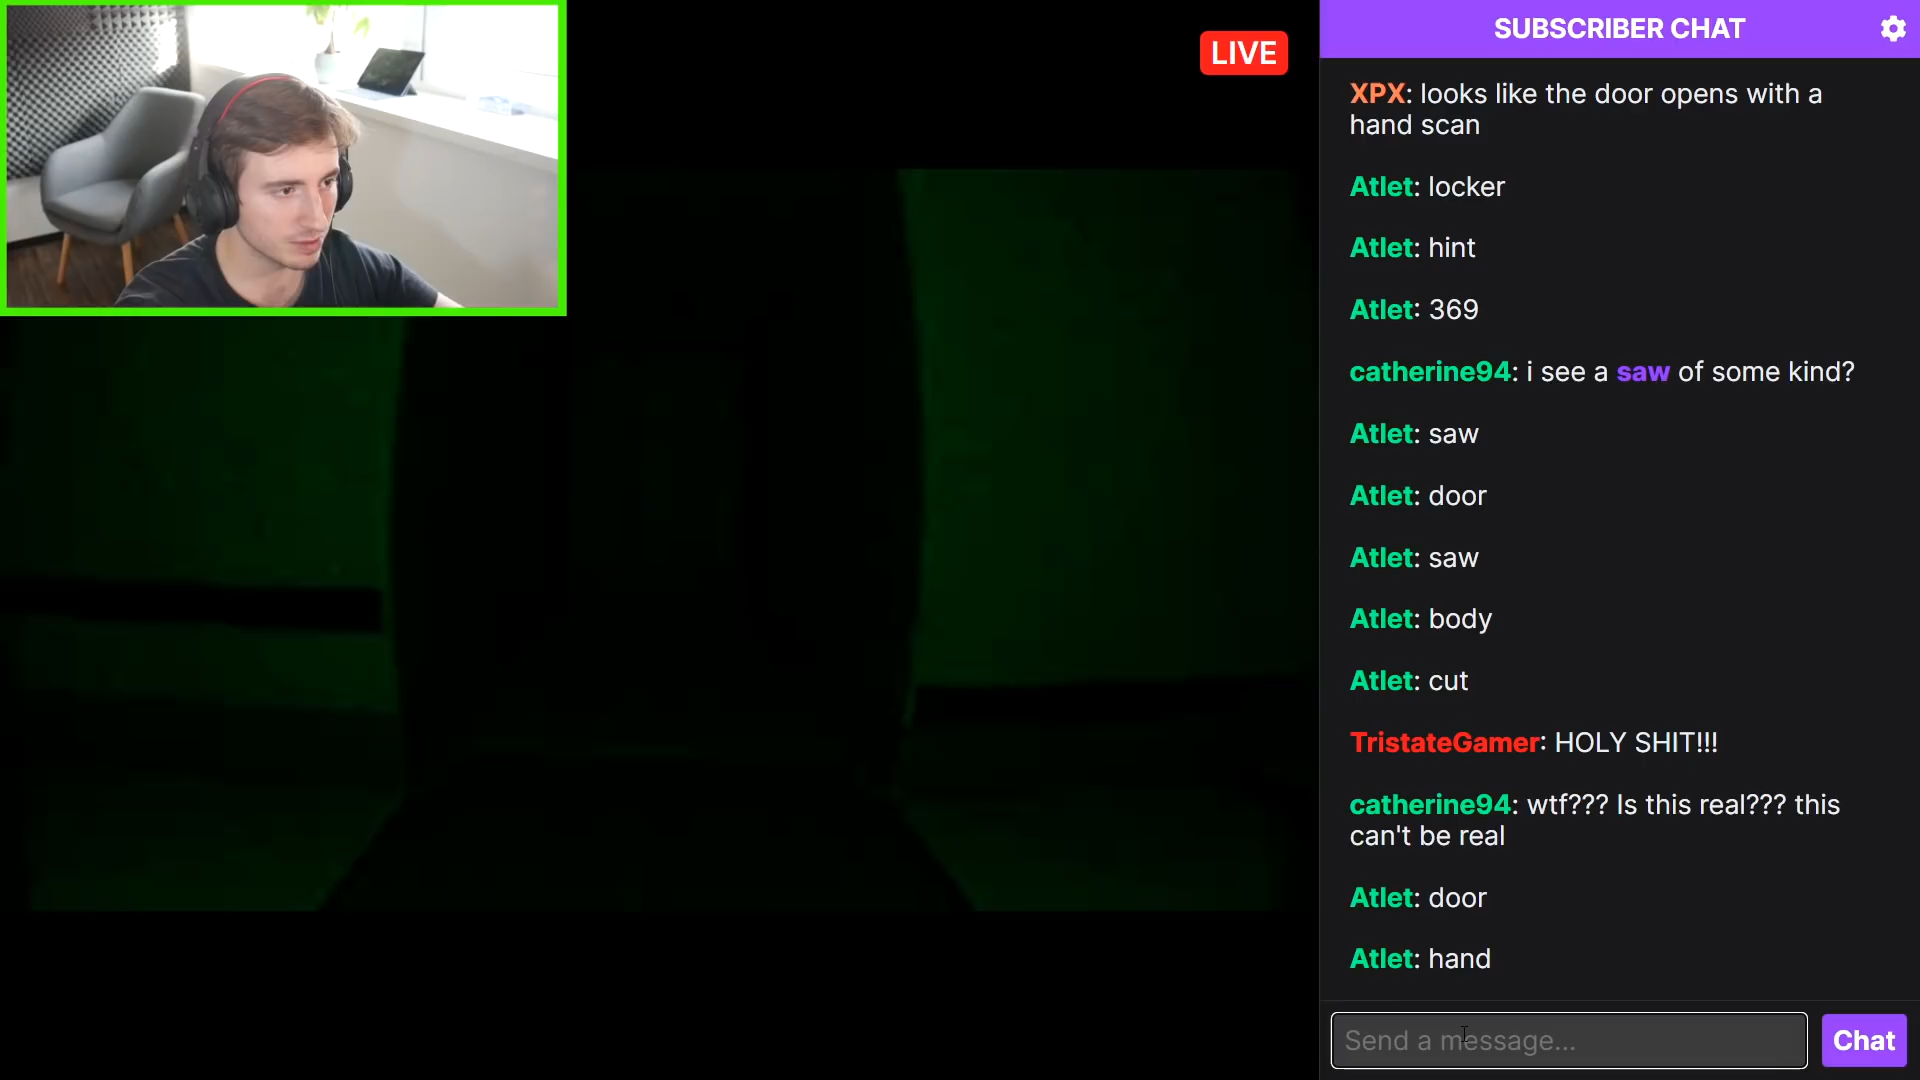 LIVE
SUBSCRIBER CHAT
XPX: looks like the door opens with a
hand scan
Atlet: locker
Atlet: hint
Atlet: 369
catherine94: i see a saw of some kind?
Atlet: saw
Atlet: door
Atlet: saw
Atlet: body
Atlet: cut
TristateGamer: HOLY SHIT!!!
catherine94: wtf??? Is this real??? this
can't be real
Atlet: door
Atlet: hand
Send a message...
Chat